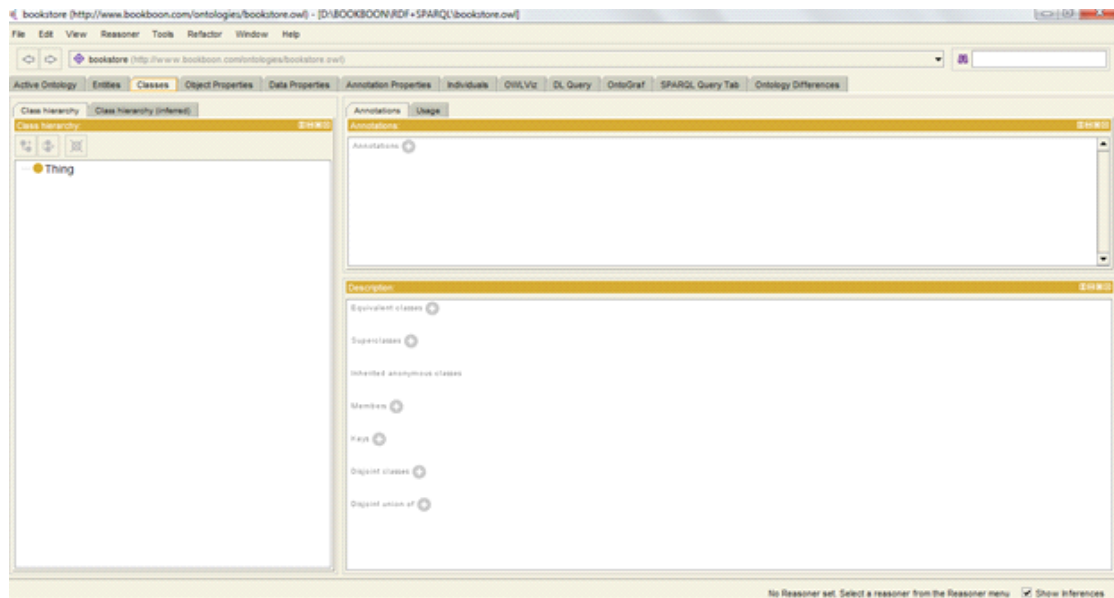 bookstore (http://www.bookboon.com/ontologies/bookstore.owl) - [D:\BOOKBOON\RDF+SPARQL\bookstore.owl]
File Edit View Reasoner Tools Refactor Window Help
bookstore (http://www.bookboon.com/ontologies/bookstore.owl)
Active Ontology Entities Classes Object Properties Data Properties Annotation Properties Individuals OWLViz DL Query OntoGraf SPARQL Query Tab Ontology Differences
Class hierarchy Class hierarchy (inferred)
Class hierarchy:
Thing
Annotations Usage
Annotations:
Annotations
Description:
Equivalent classes
Superclasses
Inherited anonymous classes
Members
Keys
Disjoint classes
Disjoint union of
No Reasoner set. Select a reasoner from the Reasoner menu Show Inferences